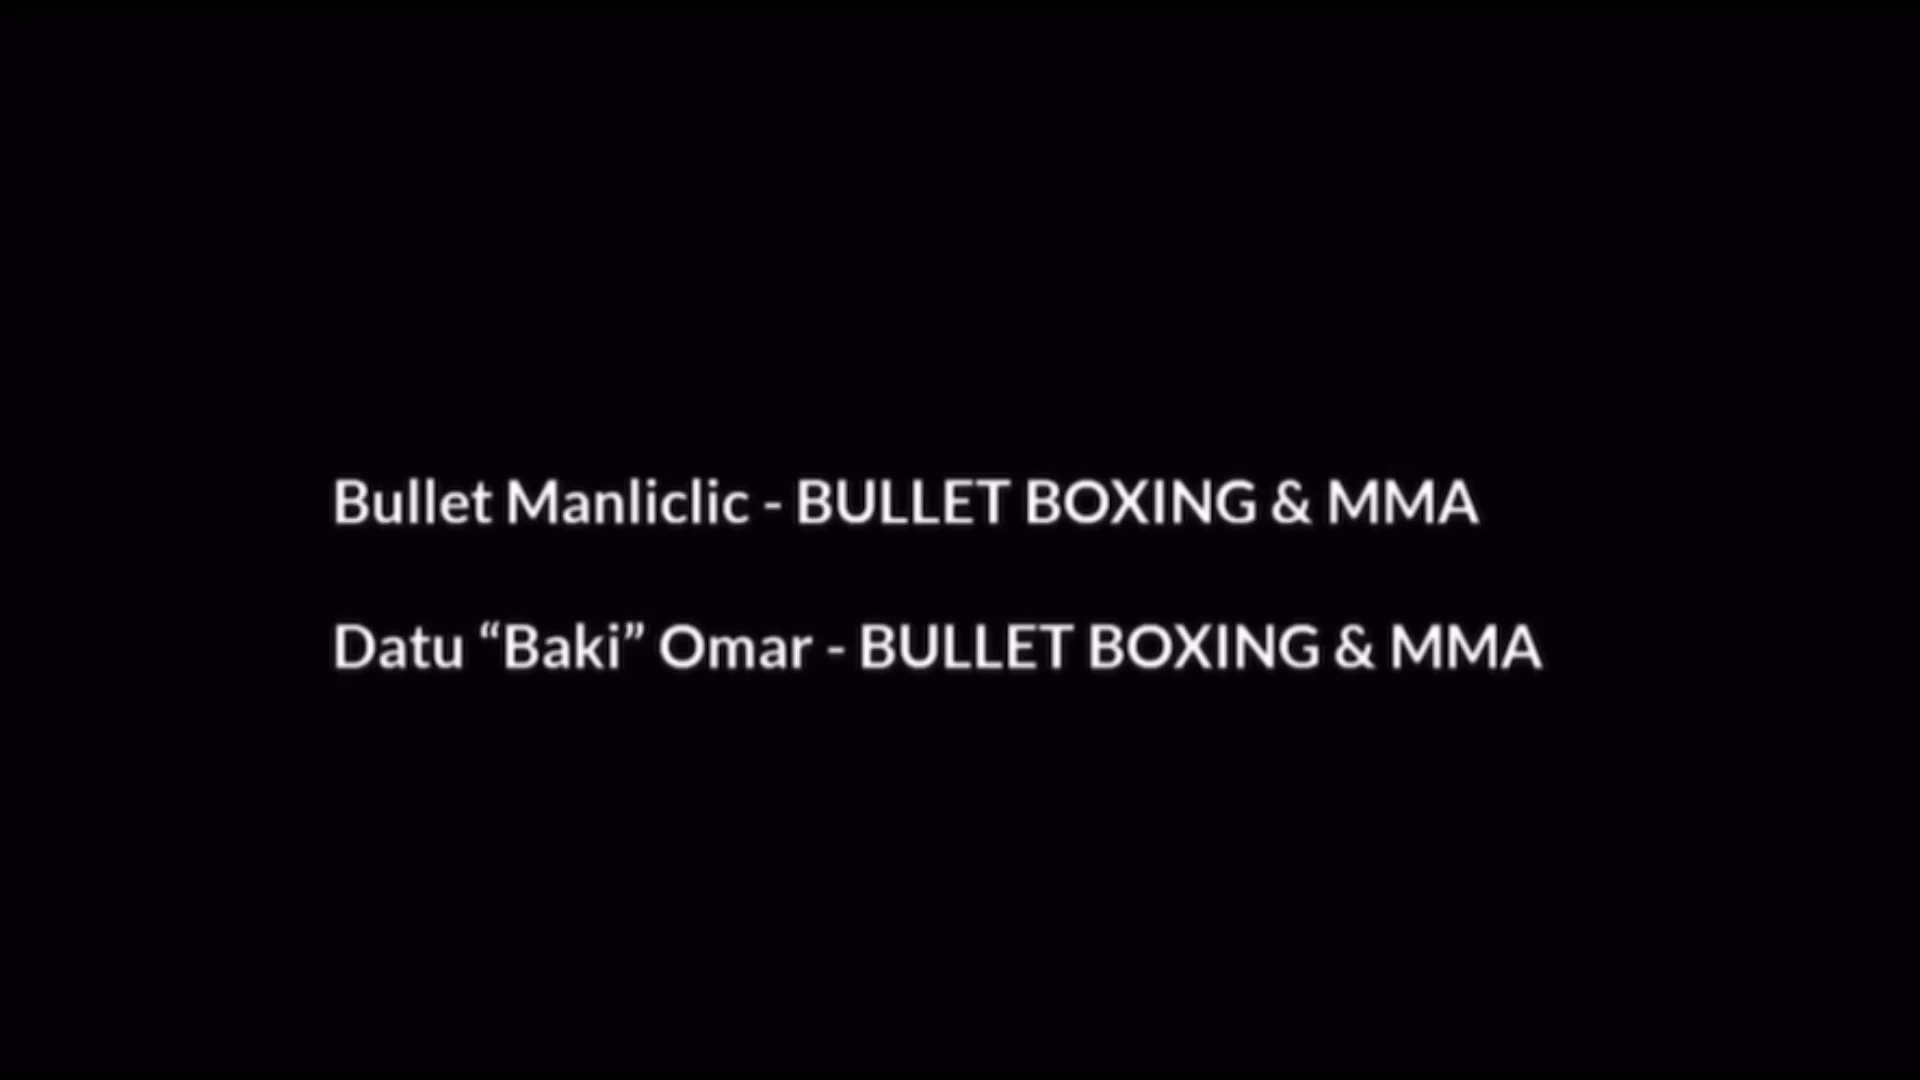 Bullet Manliclic - BULLET BOXING & MMA
Datu “Baki” Omar - BULLET BOXING & MMA